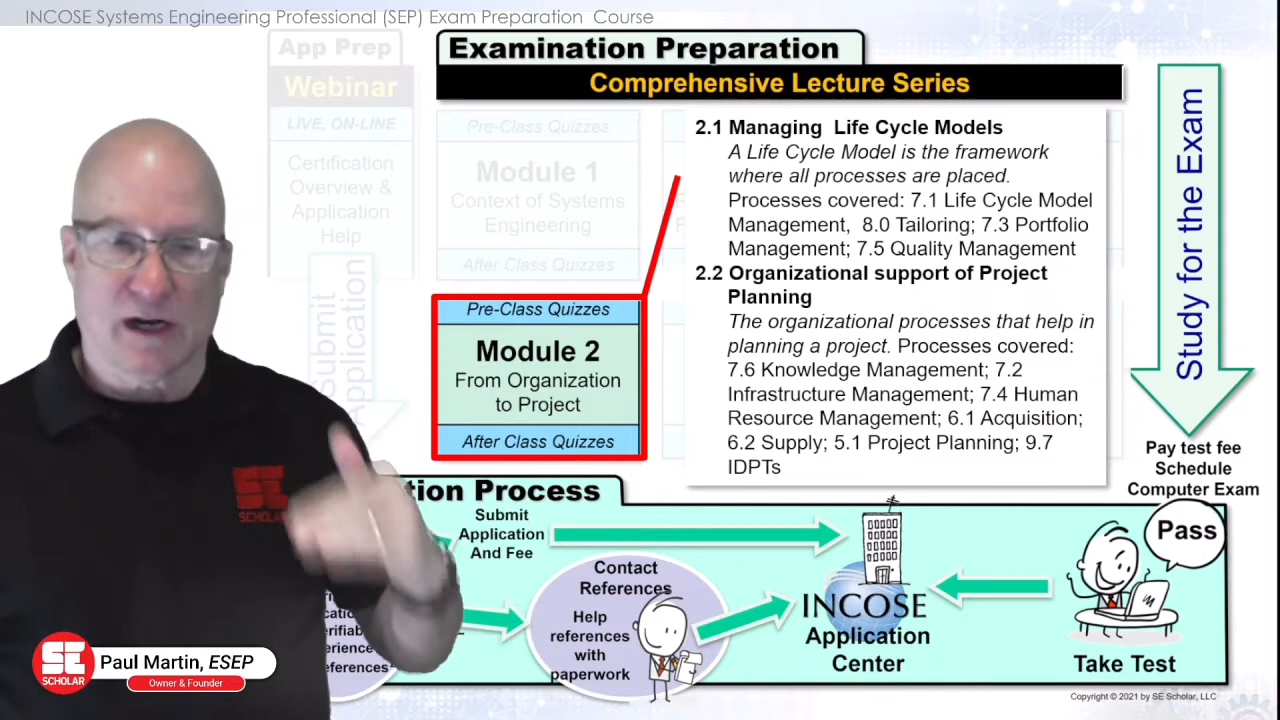 INCOSE Systems Engineering Professional (SEP) Exam Preparation Course
App Prep
Webinar
LIVE, ON-LINE
Certification
Overview &
Application
Help
Submit
Application
Examination Preparation
Comprehensive Lecture Series
Pre-Class Quizzes
Module 1
Context of Systems
Engineering
After Class Quizzes
Pre-Class Quizzes
Module 2
From Organization
to Project
After Class Quizzes
2.1 Managing Life Cycle Models
A Life Cycle Model is the framework
where all processes are placed.
Processes covered: 7.1 Life Cycle Model
Management, 8.0 Tailoring; 7.3 Portfolio
Management; 7.5 Quality Management
2.2 Organizational support of Project
Planning
The organizational processes that help in
planning a project. Processes covered:
7.6 Knowledge Management; 7.2
Infrastructure Management; 7.4 Human
Resource Management; 6.1 Acquisition;
6.2 Supply; 5.1 Project Planning; 9.7
IDPTs
Study for the Exam
Pay test fee
Schedule
Computer Exam
Pass
Take Test
tion Process
Submit
Application
And Fee
Contact
References
Help
references
with
paperwork
INCOSE
Application
Center
SE
SCHOLAR
SE
SCHOLAR
Paul Martin, ESEP
Owner & Founder
Copyright © 2021 by SE Scholar, LLC